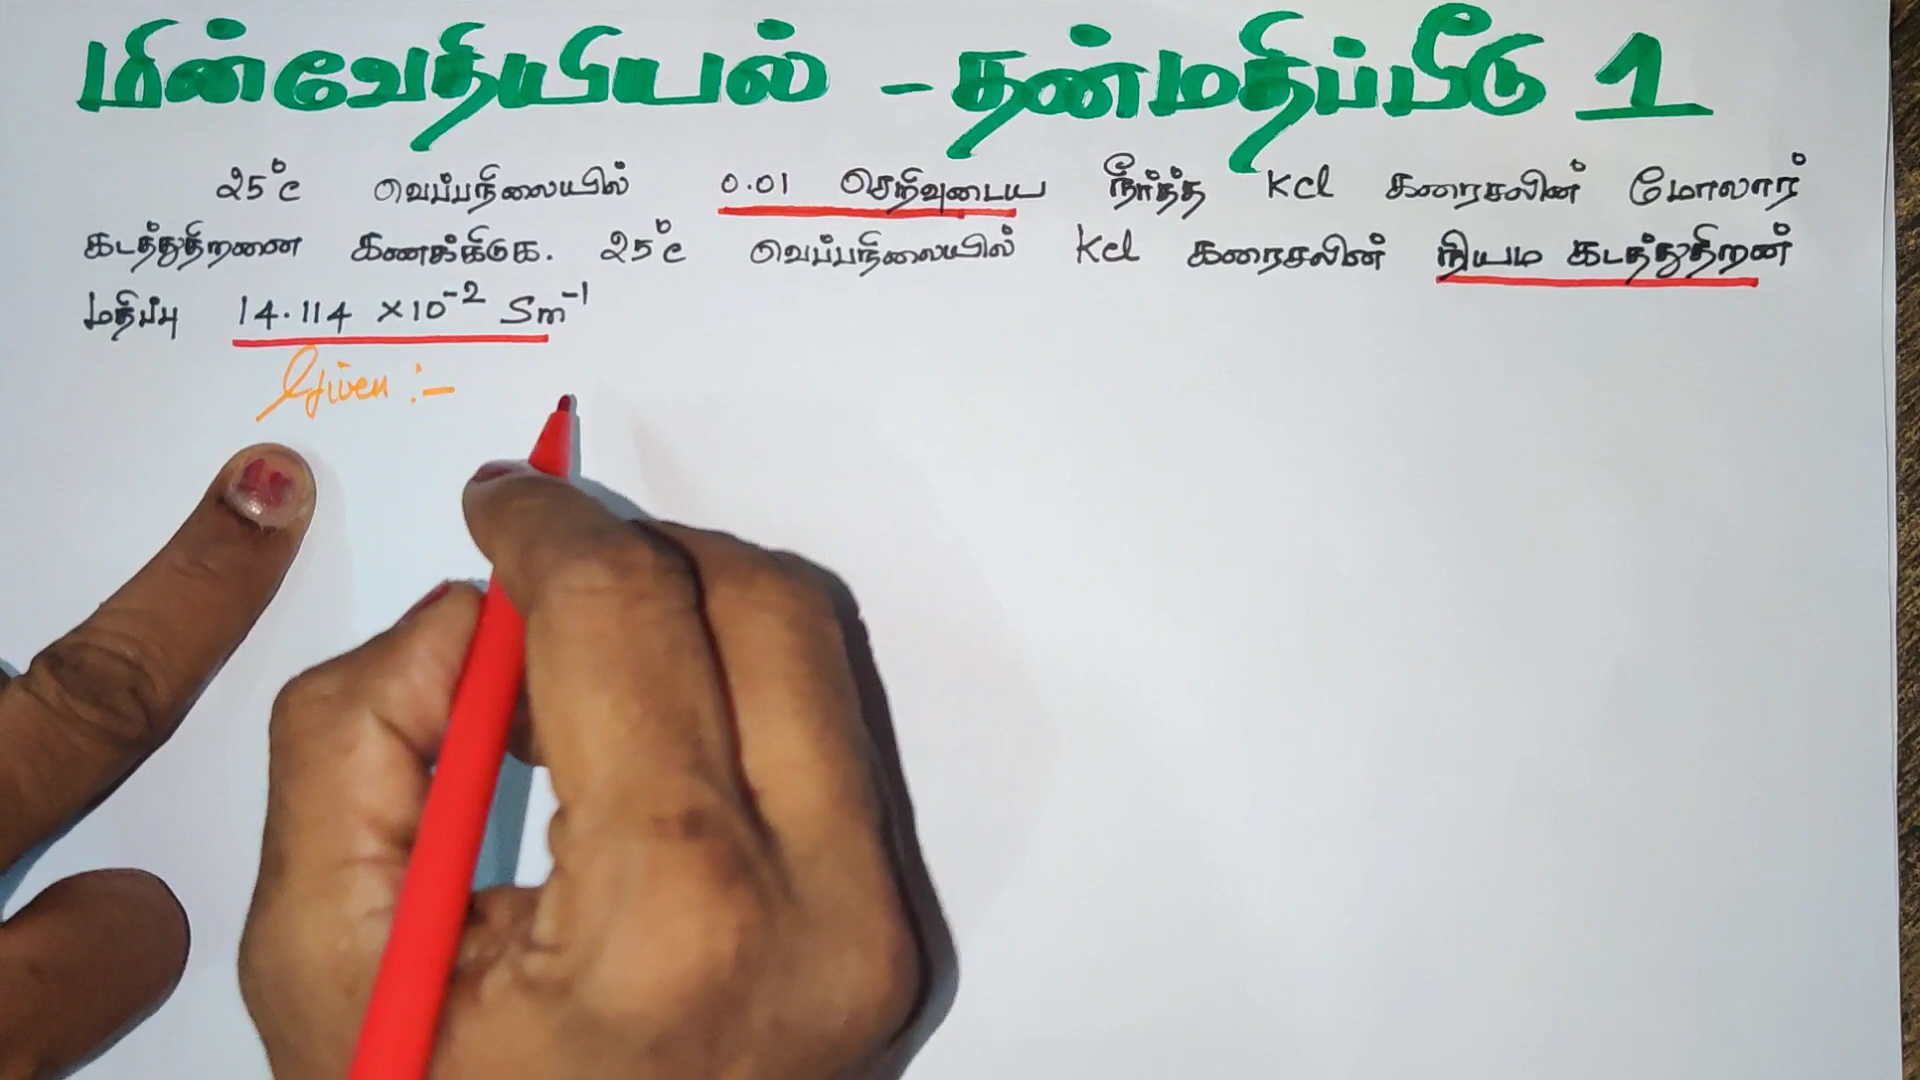 மின்வேதியியல் - தன்மதிப்பீடு 1
25°C வெப்பநிலையில் 0.01 செறிவுடைய நீர்த்த KCl கரைசலின் மோலார்
கடத்துதிறனை கணக்கிடுக. 25°C வெப்பநிலையில் KCl கரைசலின் நியம கடத்துதிறன்
மதிப்பு 14.114 × 10⁻² Sm⁻¹
Given :-